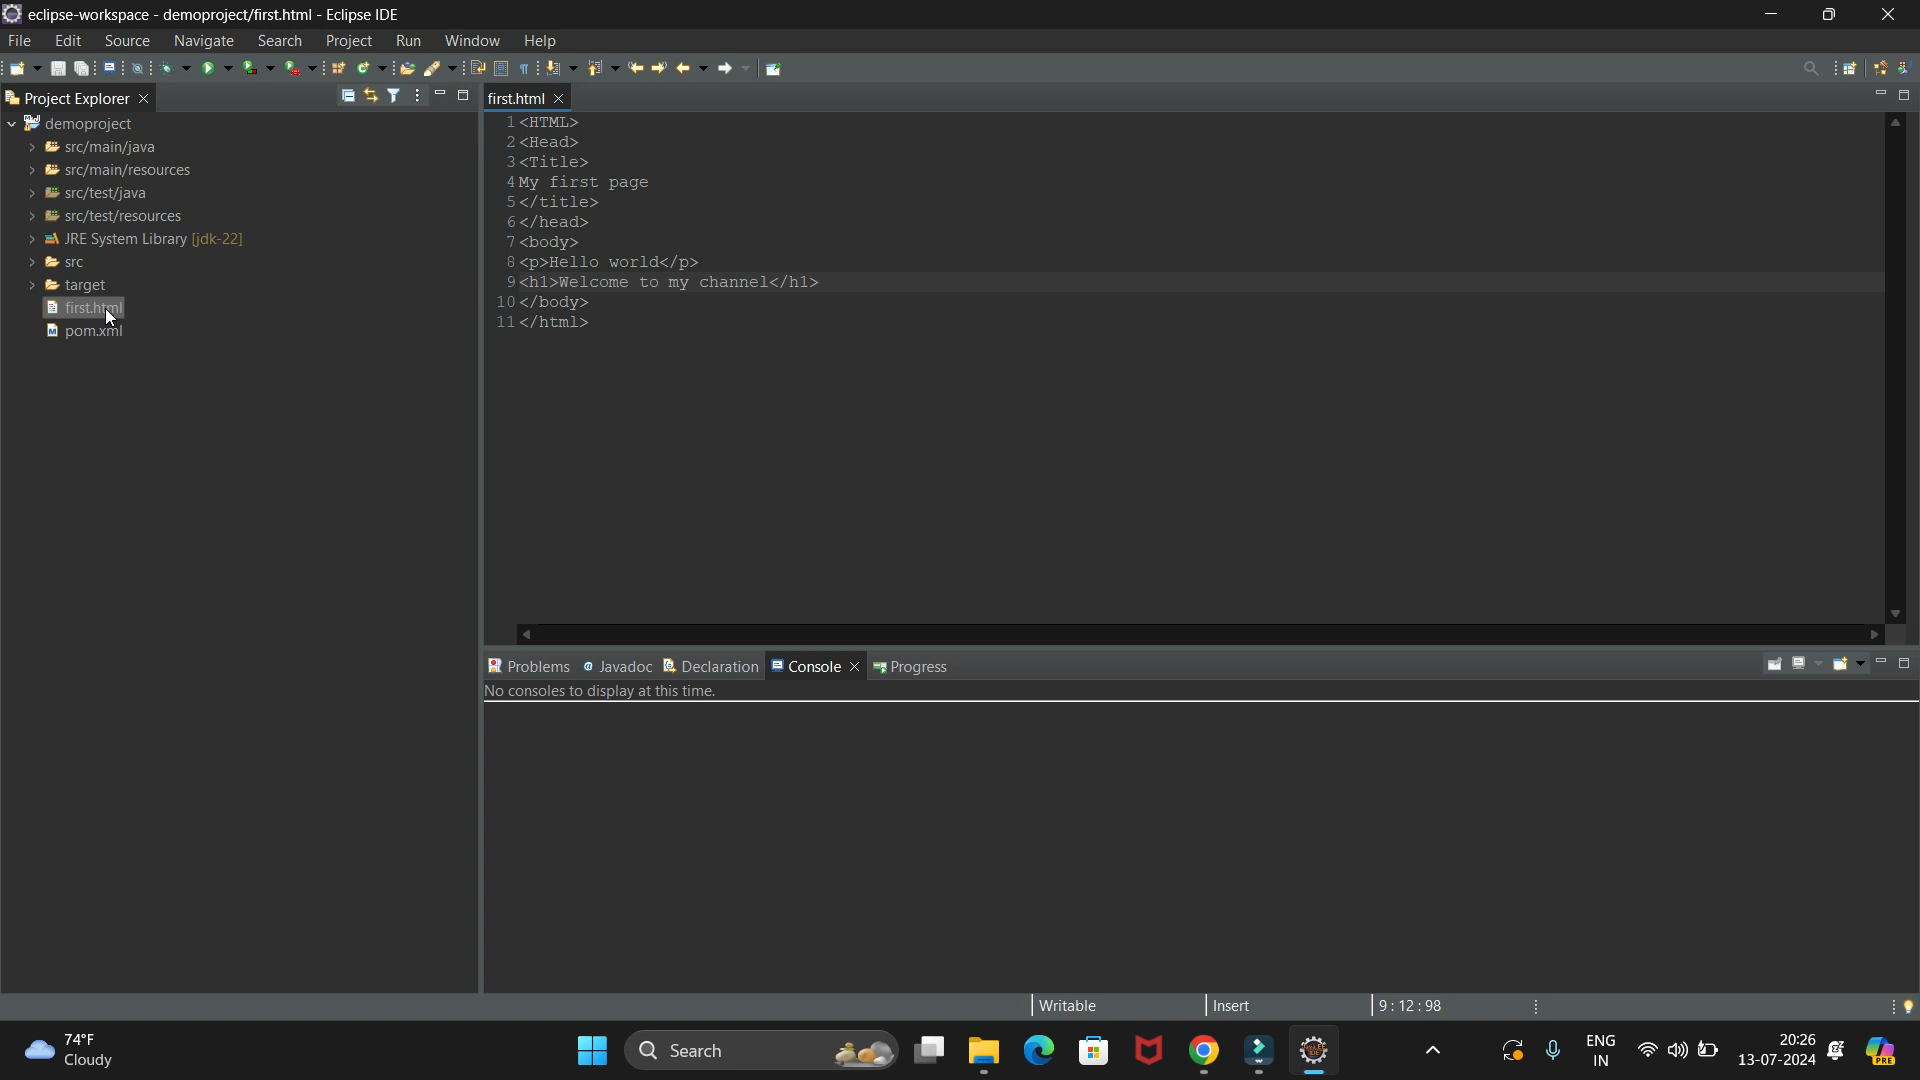 eclipse-workspace - demoproject/first.html - Eclipse IDE
File Edit Source Navigate Search Project Run Window Help
Project Explorer
demoproject
src/main/java
src/main/resources
src/test/java
src/test/resources
JRE System Library [jdk-22]
src
target
first.html
pom.xml
first.html
1 <HTML>
2 <Head>
3 <Title>
4 My first page
5 </title>
6 </head>
7 <body>
8 <p>Hello world</p>
9 <h1>Welcome to my channel</h1>
10 </body>
11 </html>
Problems Javadoc Declaration Console Progress
No consoles to display at this time.
Writable Insert 9 : 12 : 98
74°F
Cloudy
Search
ENG
IN
20:26
13-07-2024
PRE